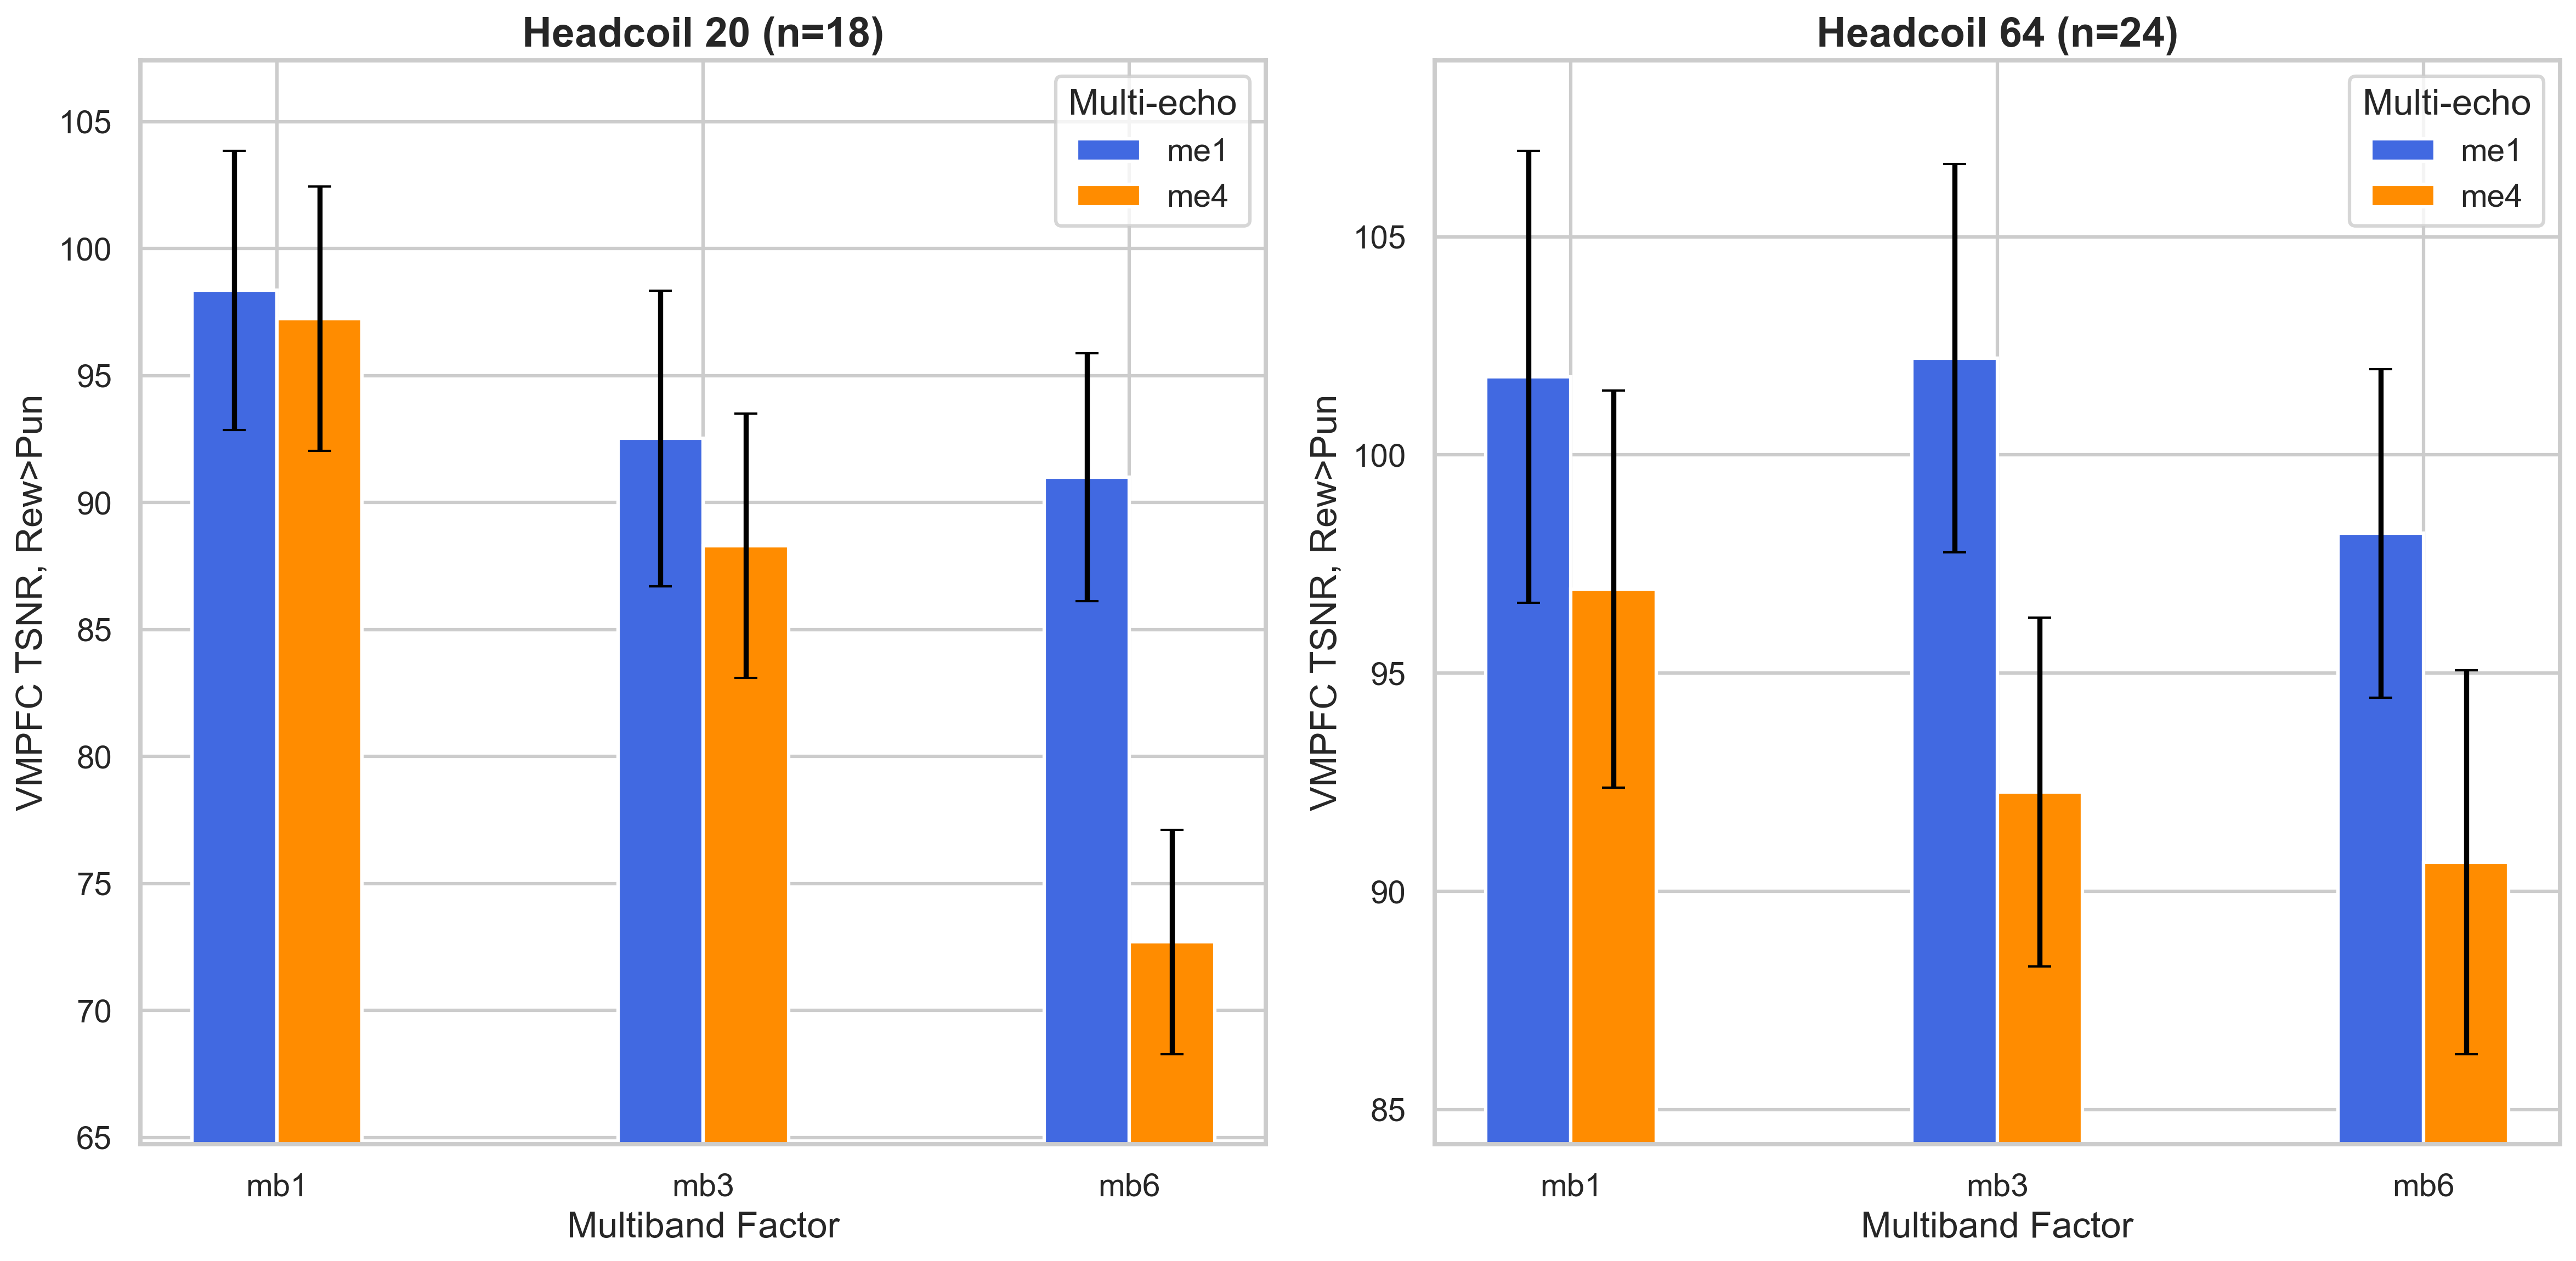 Headcoil 20 (n=18)
VMPFC TSNR, Rew>Pun
105
100
95
90
85
80
75
70
65
Multi-echo
me1
me4
mb1
mb3
mb6
Multiband Factor
Headcoil 64 (n=24)
VMPFC TSNR, Rew>Pun
105
100
95
90
85
Multi-echo
me1
me4
mb1
mb3
mb6
Multiband Factor